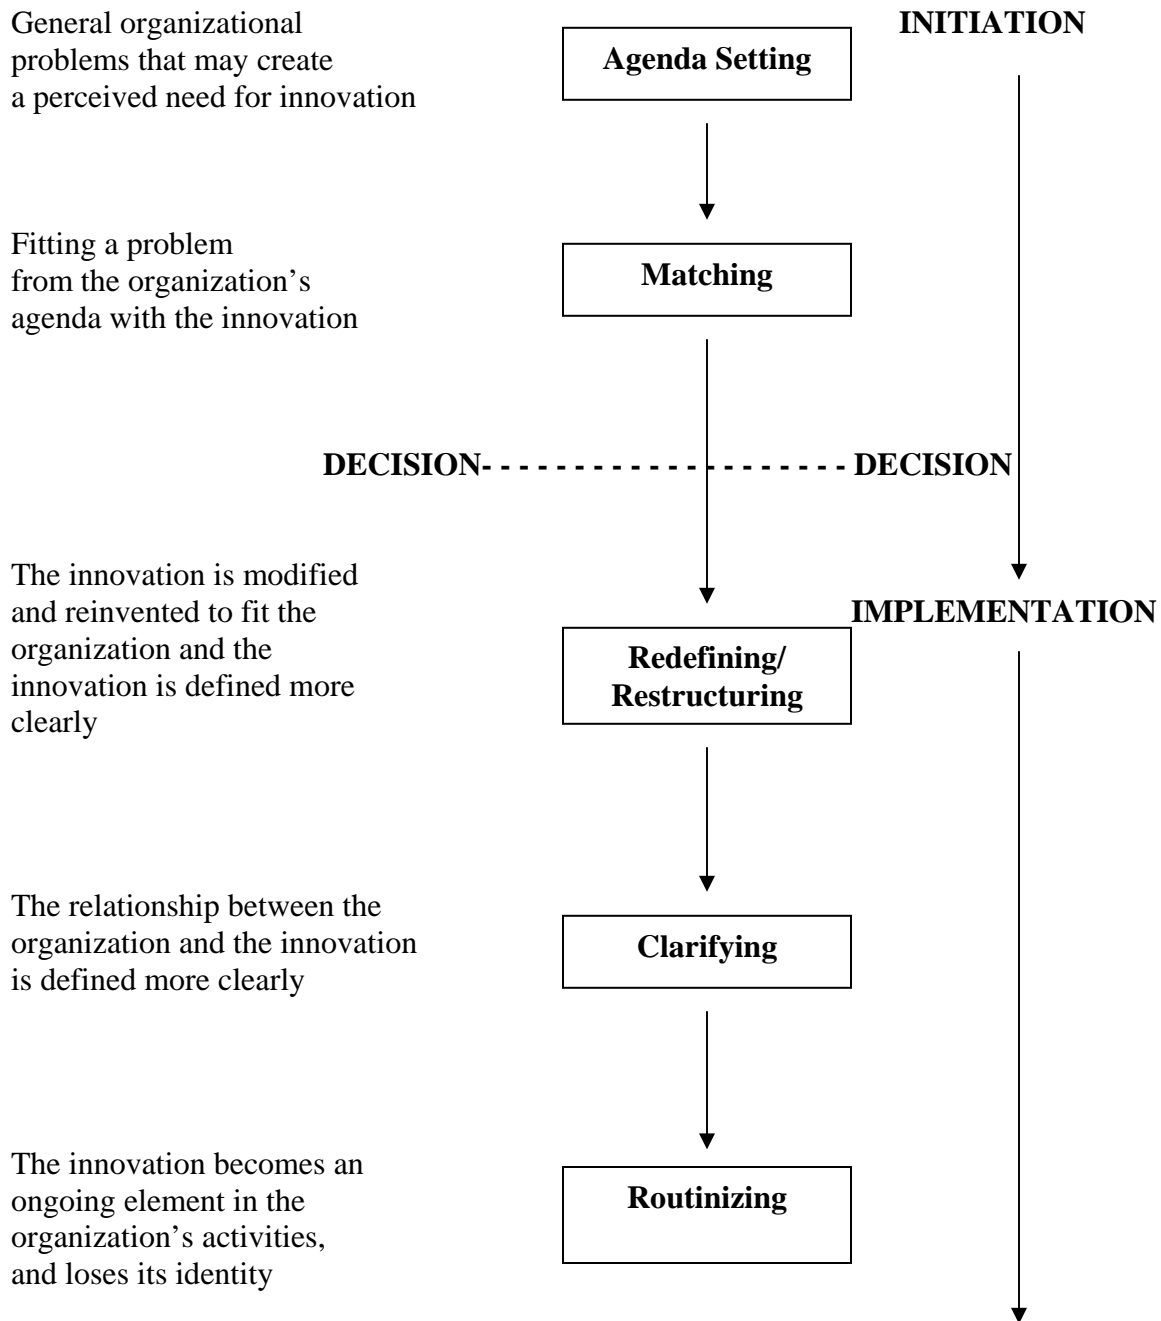 General organizational
problems that may create
a perceived need for innovation
Agenda Setting
INITIATION
Fitting a problem
from the organization’s
agenda with the innovation
Matching
DECISION- - - - - - - - - - - - - - - - - - - DECISION
The innovation is modified
and reinvented to fit the
organization and the
innovation is defined more
clearly
Redefining/
Restructuring
IMPLEMENTATION
The relationship between the
organization and the innovation
is defined more clearly
Clarifying
The innovation becomes an
ongoing element in the
organization’s activities,
and loses its identity
Routinizing